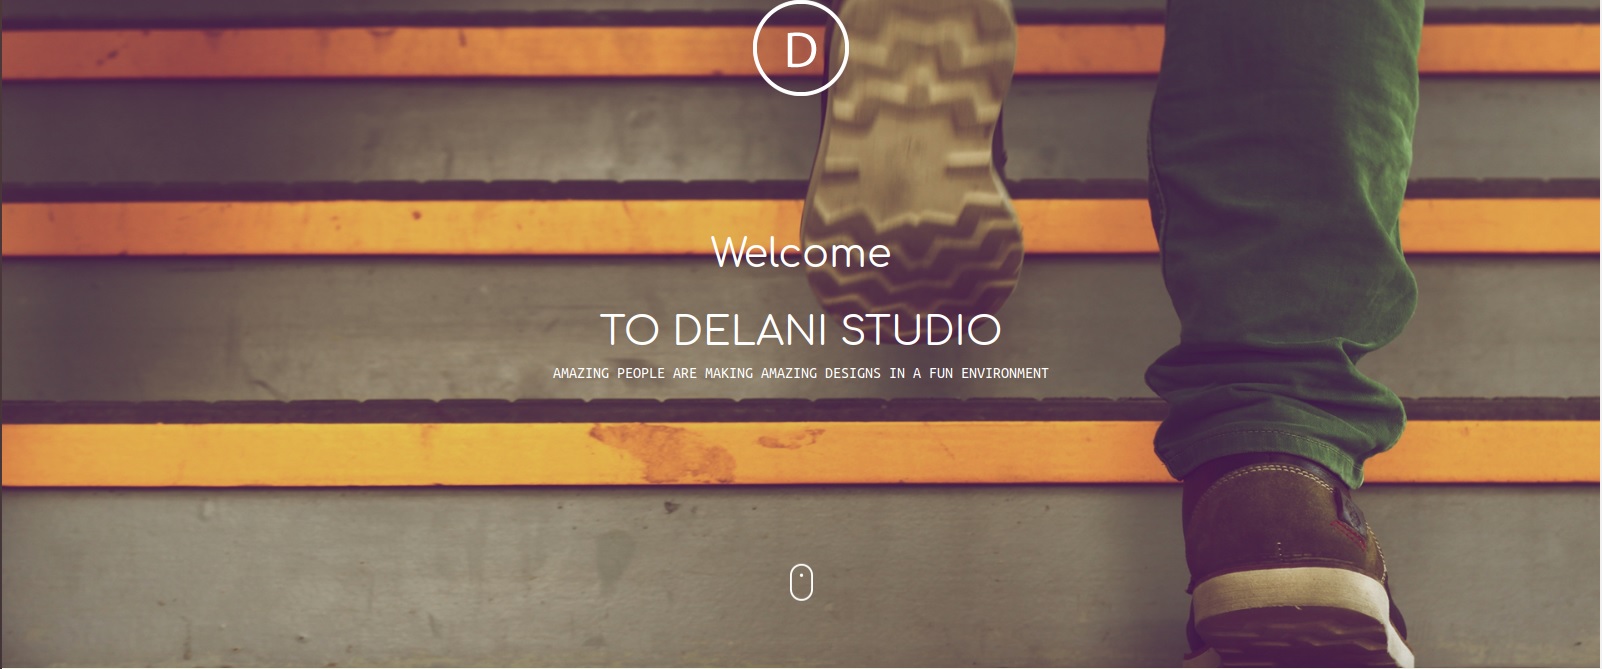 D
Welcome
TO DELANI STUDIO
AMAZING PEOPLE ARE MAKING AMAZING DESIGNS IN A FUN ENVIRONMENT